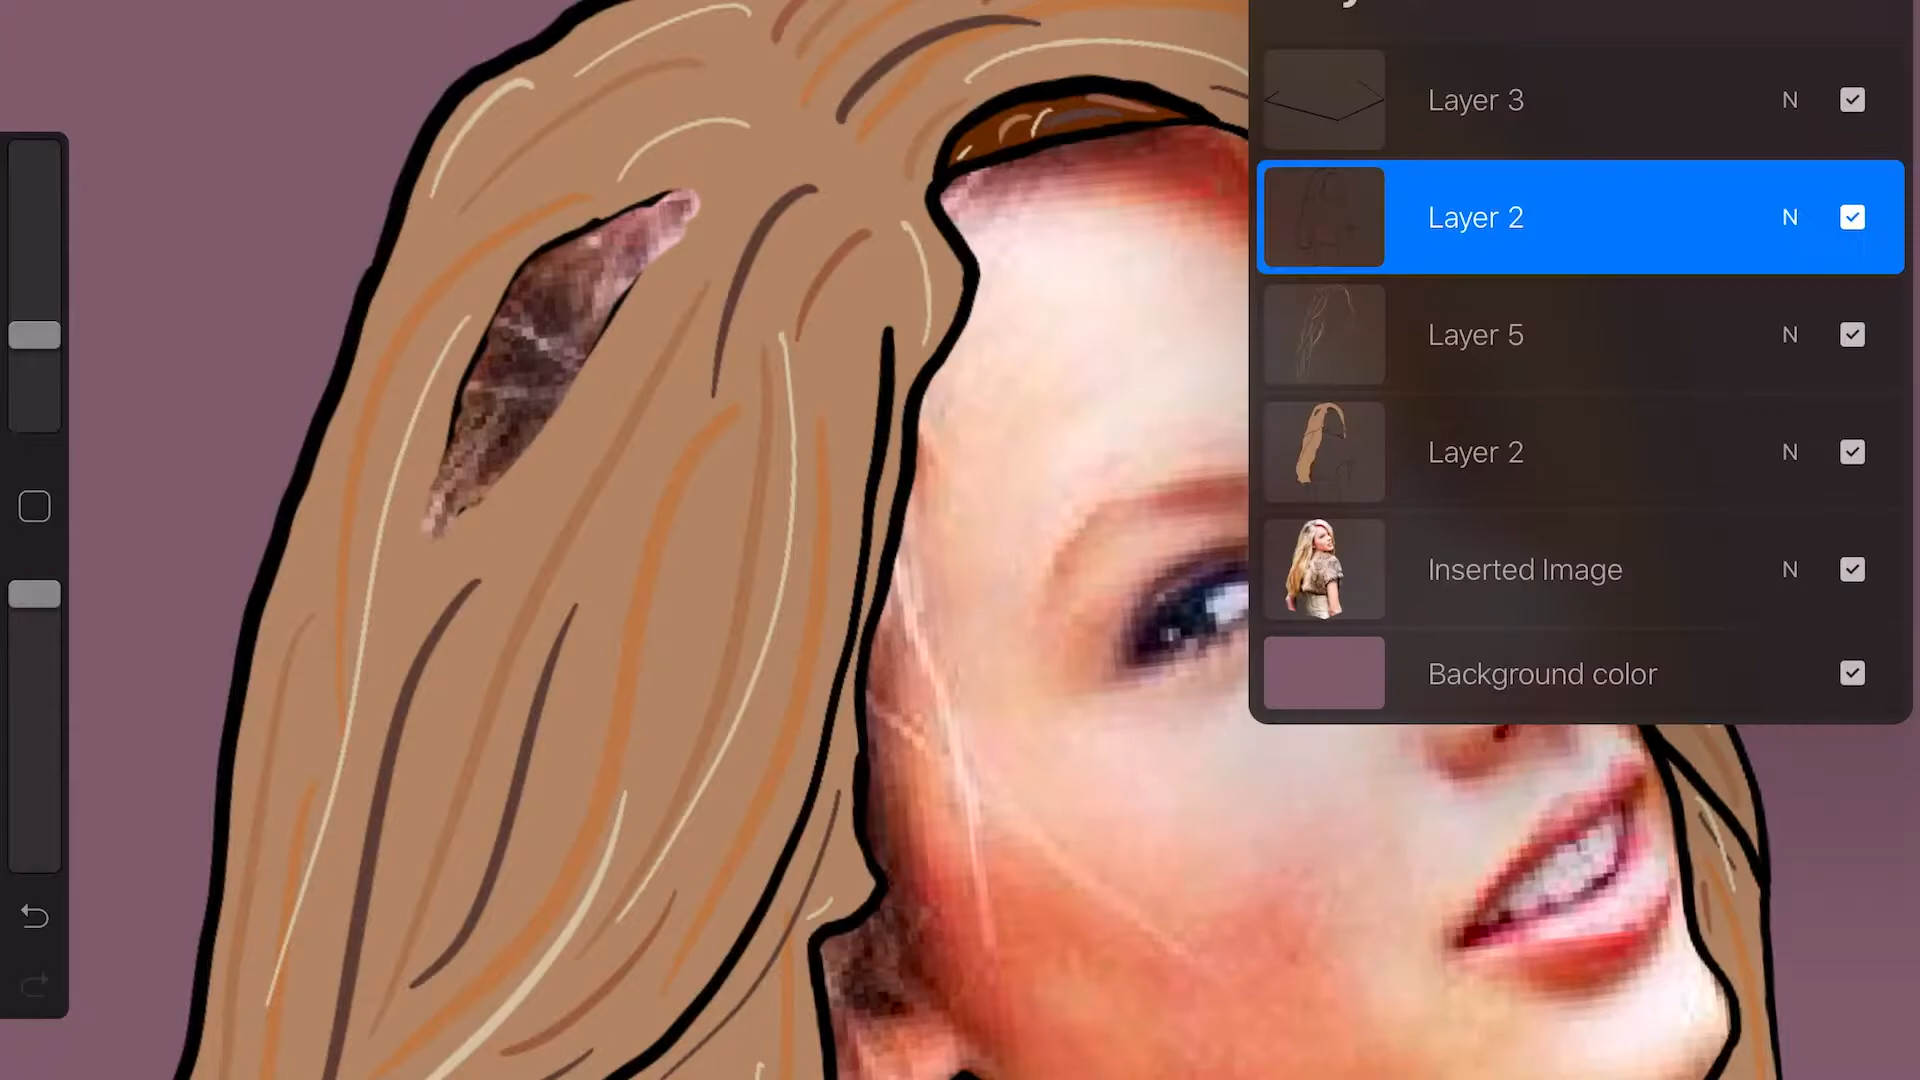 Layer 3 N
Layer 2 N
Layer 5 N
Layer 2 N
Inserted Image N
Background color